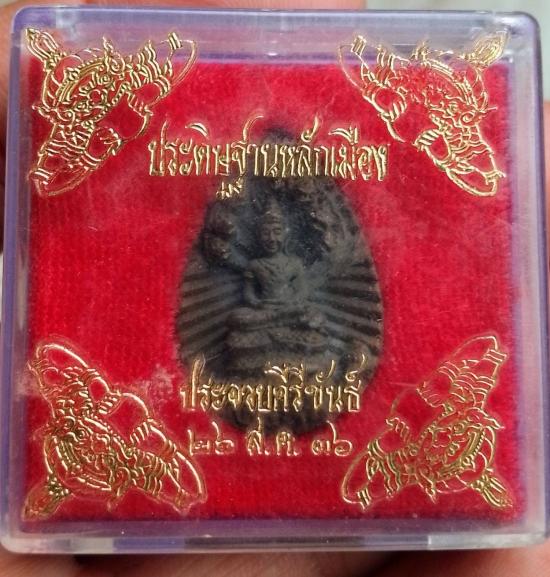 ประดิษฐานหลักเมือง
ประจวบคีรีขันธ์
๒๖ ส.ค. ๓๖